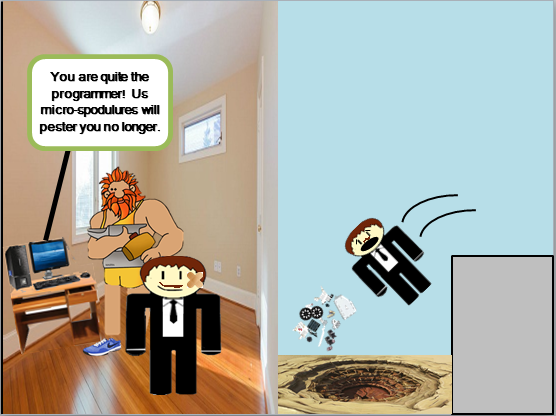 You are quite the
programmer!  Us
micro-spodulures will
pester you no longer.